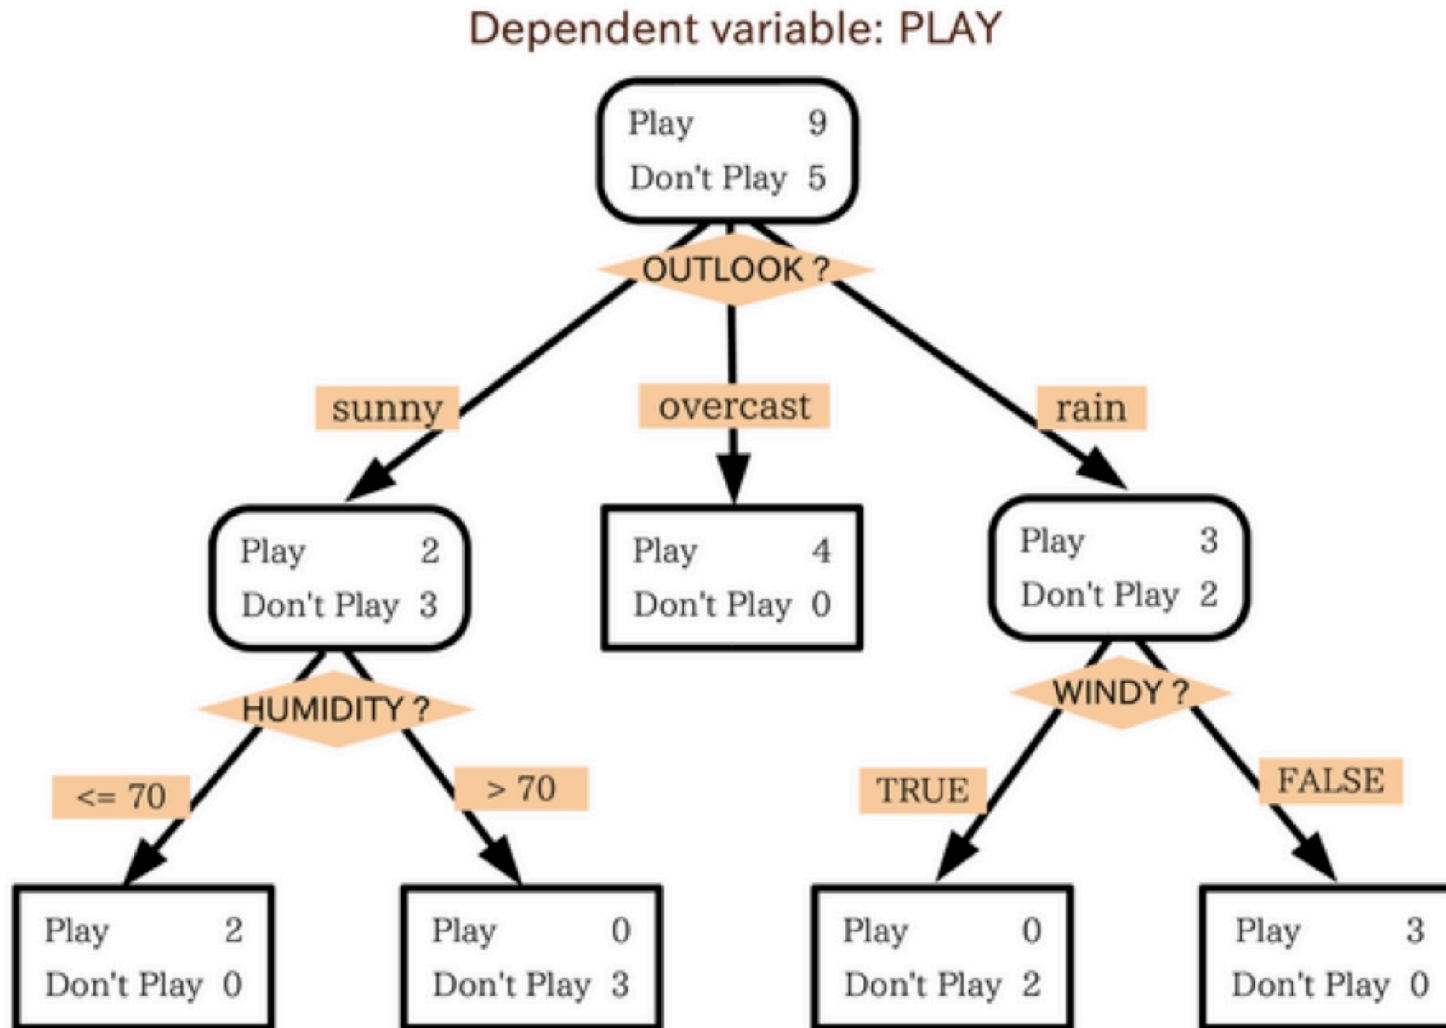 Dependent variable: PLAY
Play 9
Don't Play 5
OUTLOOK ?
sunny
overcast
rain
Play 2
Don't Play 3
Play 4
Don't Play 0
Play 3
Don't Play 2
HUMIDITY ?
WINDY ?
<= 70
> 70
TRUE
FALSE
Play 2
Don't Play 0
Play 0
Don't Play 3
Play 0
Don't Play 2
Play 3
Don't Play 0